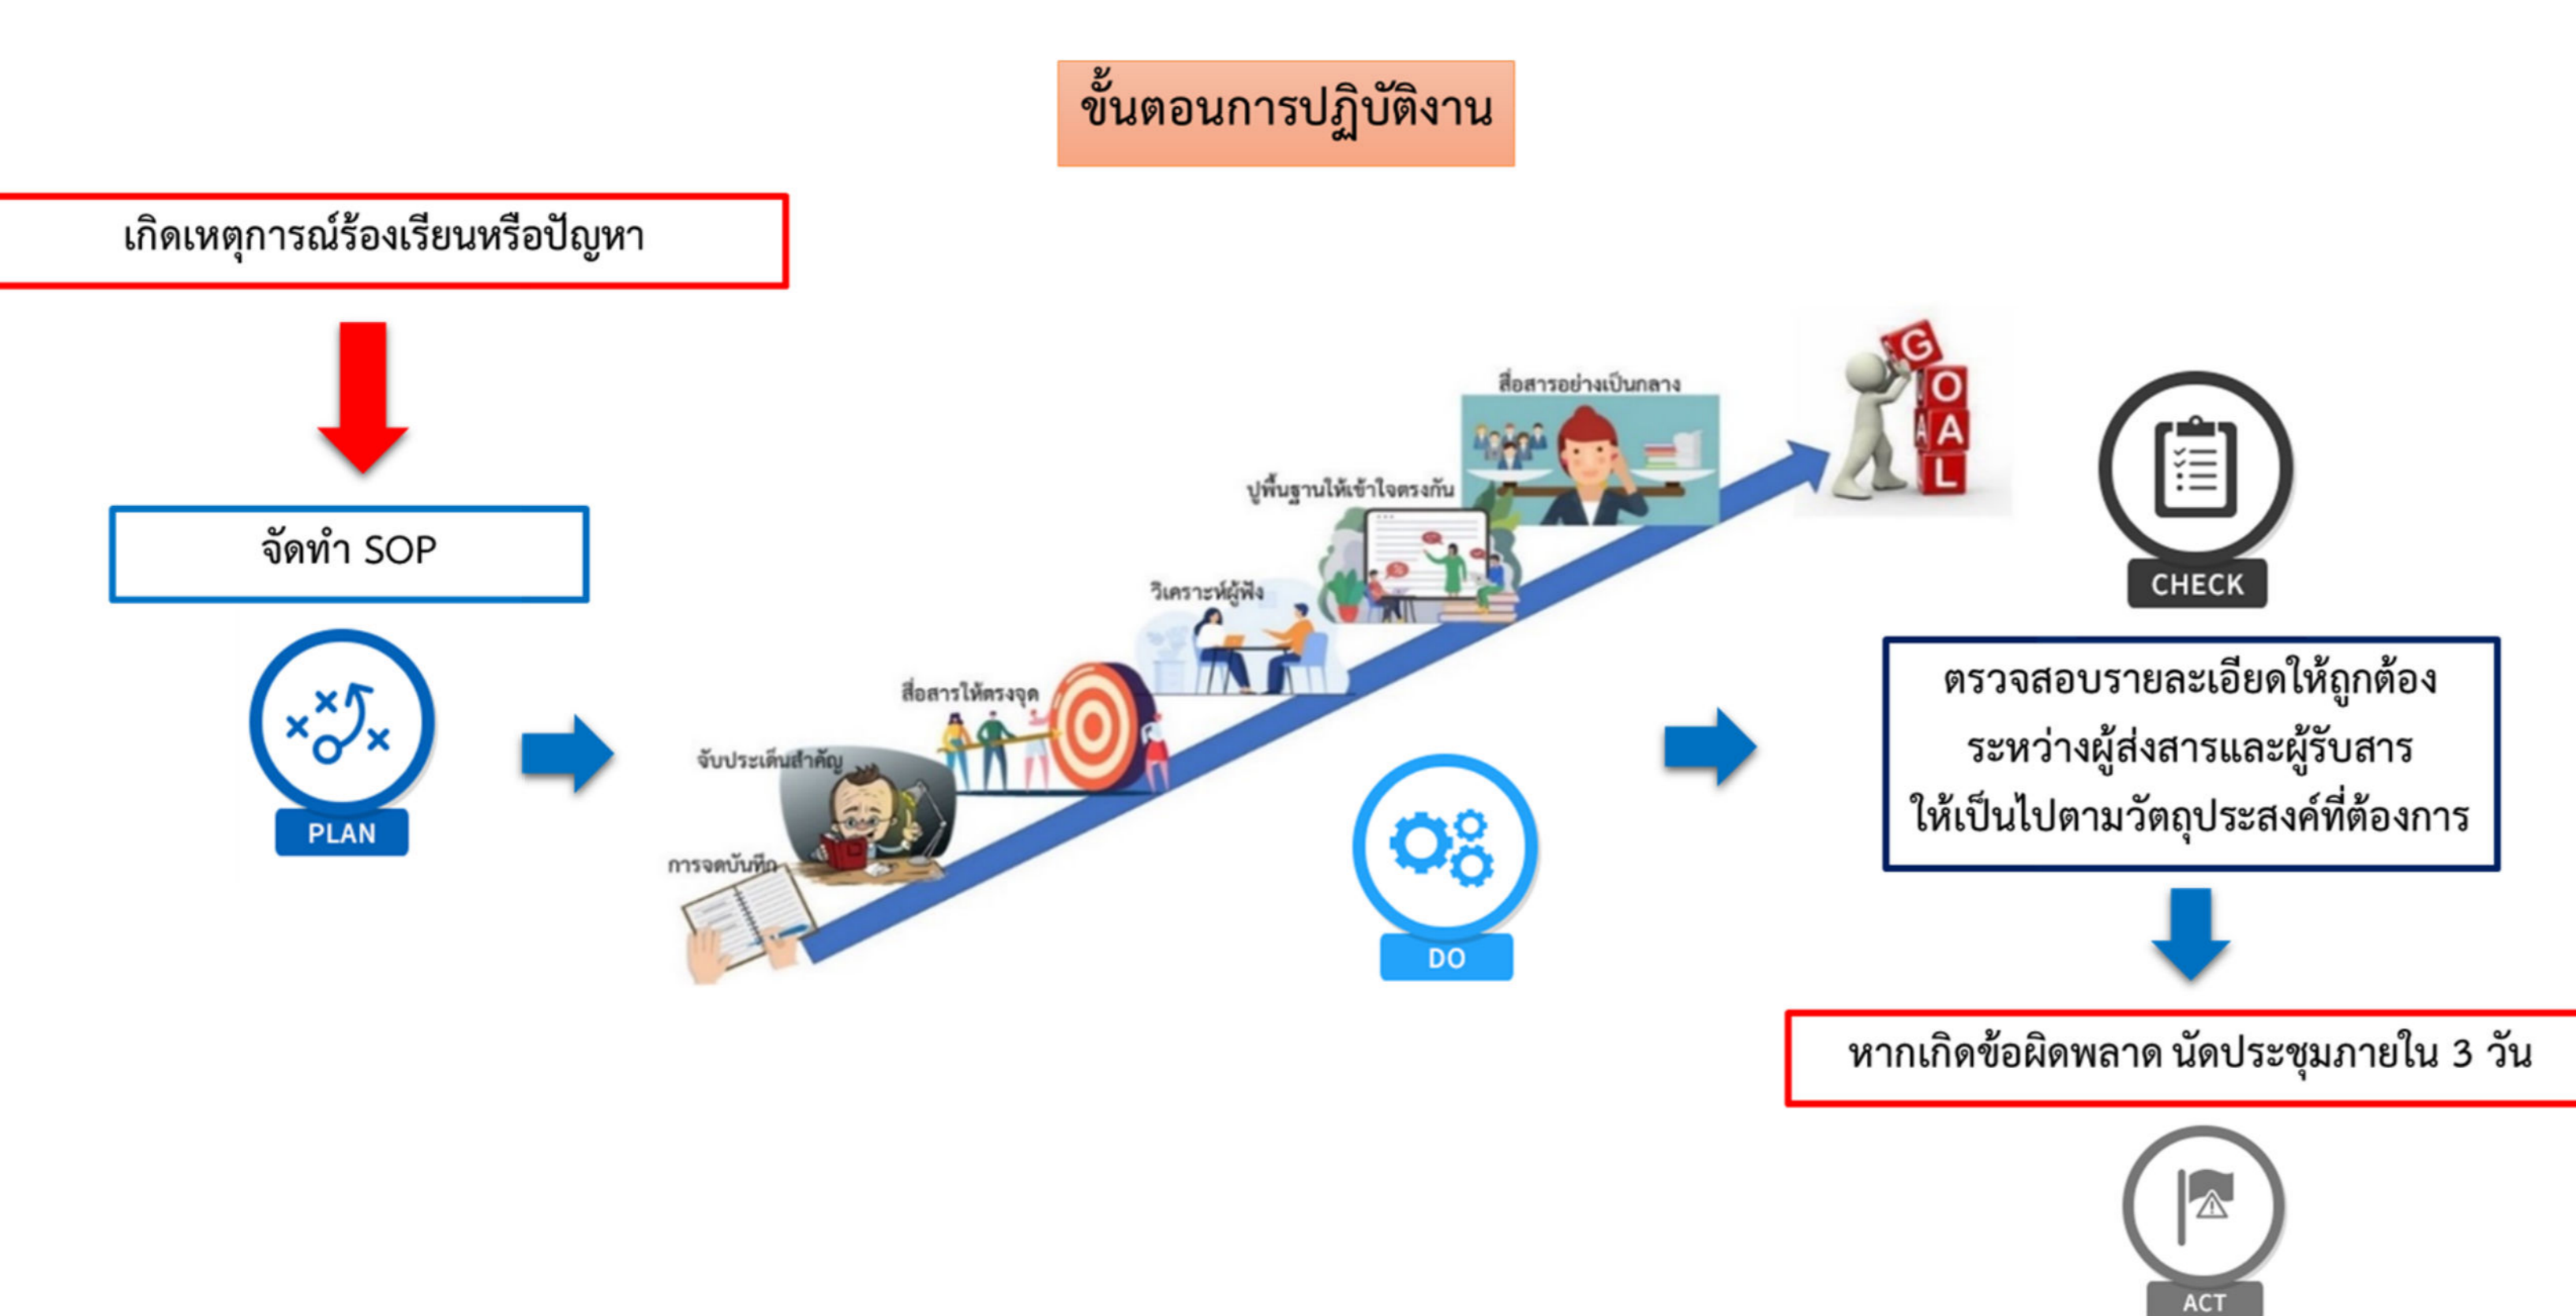 ขั้นตอนการปฏิบัติงาน
เกิดเหตุการณ์ร้องเรียนหรือปัญหา
จัดทำ SOP
PLAN
การจดบันทึก
จับประเด็นสำคัญ
สื่อสารให้ตรงจุด
วิเคราะห์ผู้ฟัง
ปูพื้นฐานให้เข้าใจตรงกัน
สื่อสารอย่างเป็นกลาง
G
O
A A
L
DO
CHECK
ตรวจสอบรายละเอียดให้ถูกต้อง
ระหว่างผู้ส่งสารและผู้รับสาร
ให้เป็นไปตามวัตถุประสงค์ที่ต้องการ
หากเกิดข้อผิดพลาด นัดประชุมภายใน 3 วัน
ACT